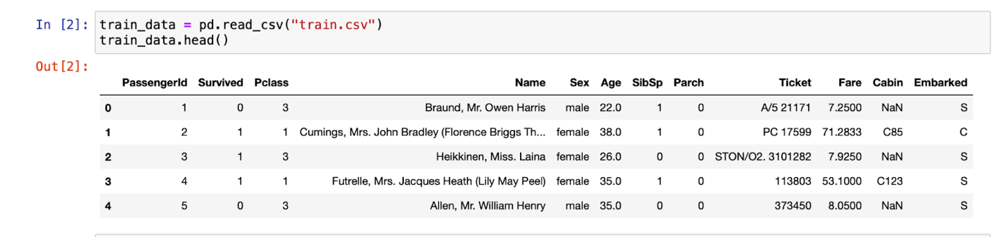 In [2]: train_data = pd.read_csv("train.csv")
train_data.head()
Out[2]:
PassengerId Survived Pclass Name Sex Age SibSp Parch Ticket Fare Cabin Embarked
0 1 0 3 Braund, Mr. Owen Harris male 22.0 1 0 A/5 21171 7.2500 NaN S
1 2 1 1 Cumings, Mrs. John Bradley (Florence Briggs Th... female 38.0 1 0 PC 17599 71.2833 C85 C
2 3 1 3 Heikkinen, Miss. Laina female 26.0 0 0 STON/O2. 3101282 7.9250 NaN S
3 4 1 1 Futrelle, Mrs. Jacques Heath (Lily May Peel) female 35.0 1 0 113803 53.1000 C123 S
4 5 0 3 Allen, Mr. William Henry male 35.0 0 0 373450 8.0500 NaN S